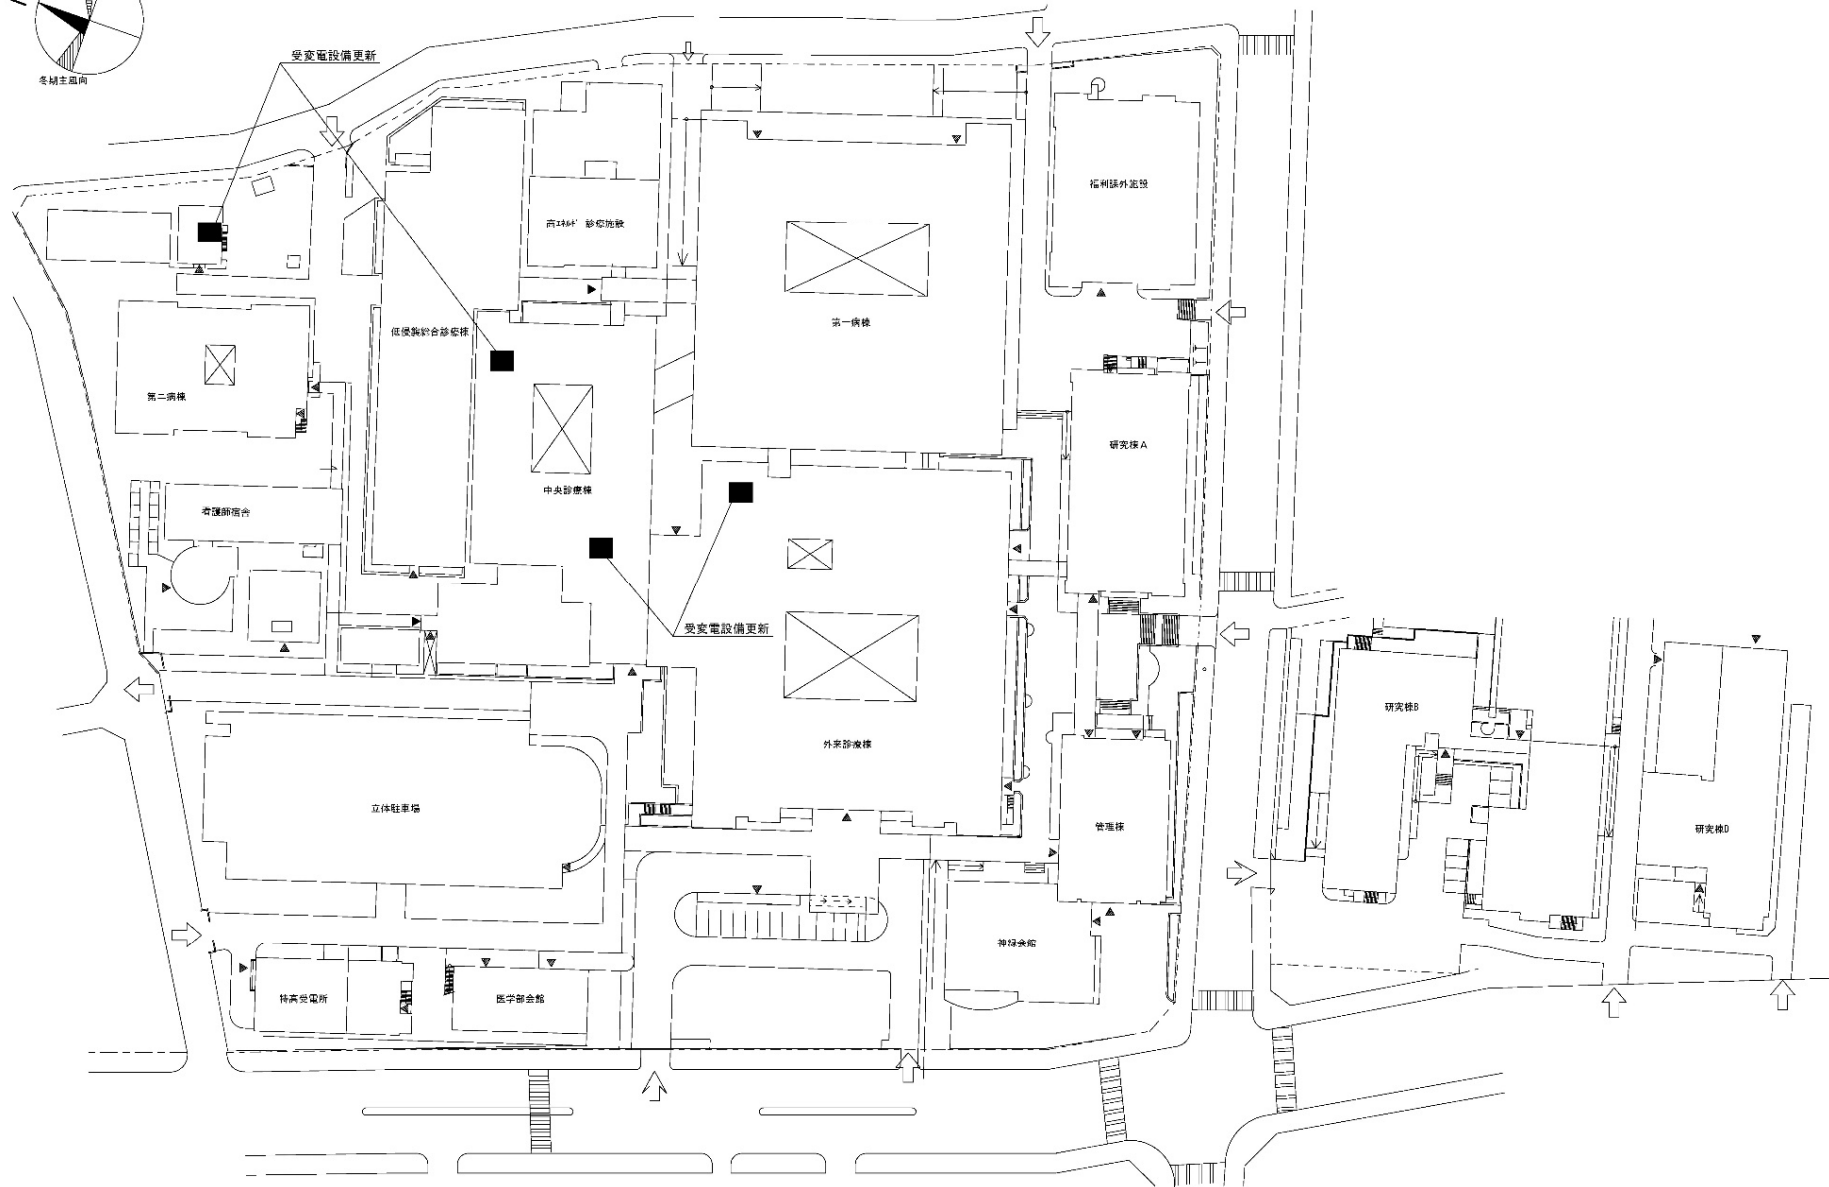 冬期主風向
受変電設備更新
福利課外施設
高エネルギー診療施設
低侵襲総合診療棟
第一病棟
第二病棟
研究棟A
中央診療棟
看護師宿舎
受変電設備更新
研究棟B
外来診療棟
立体駐車場
管理棟
研究棟D
神緑会館
特高受電所
医学部会館